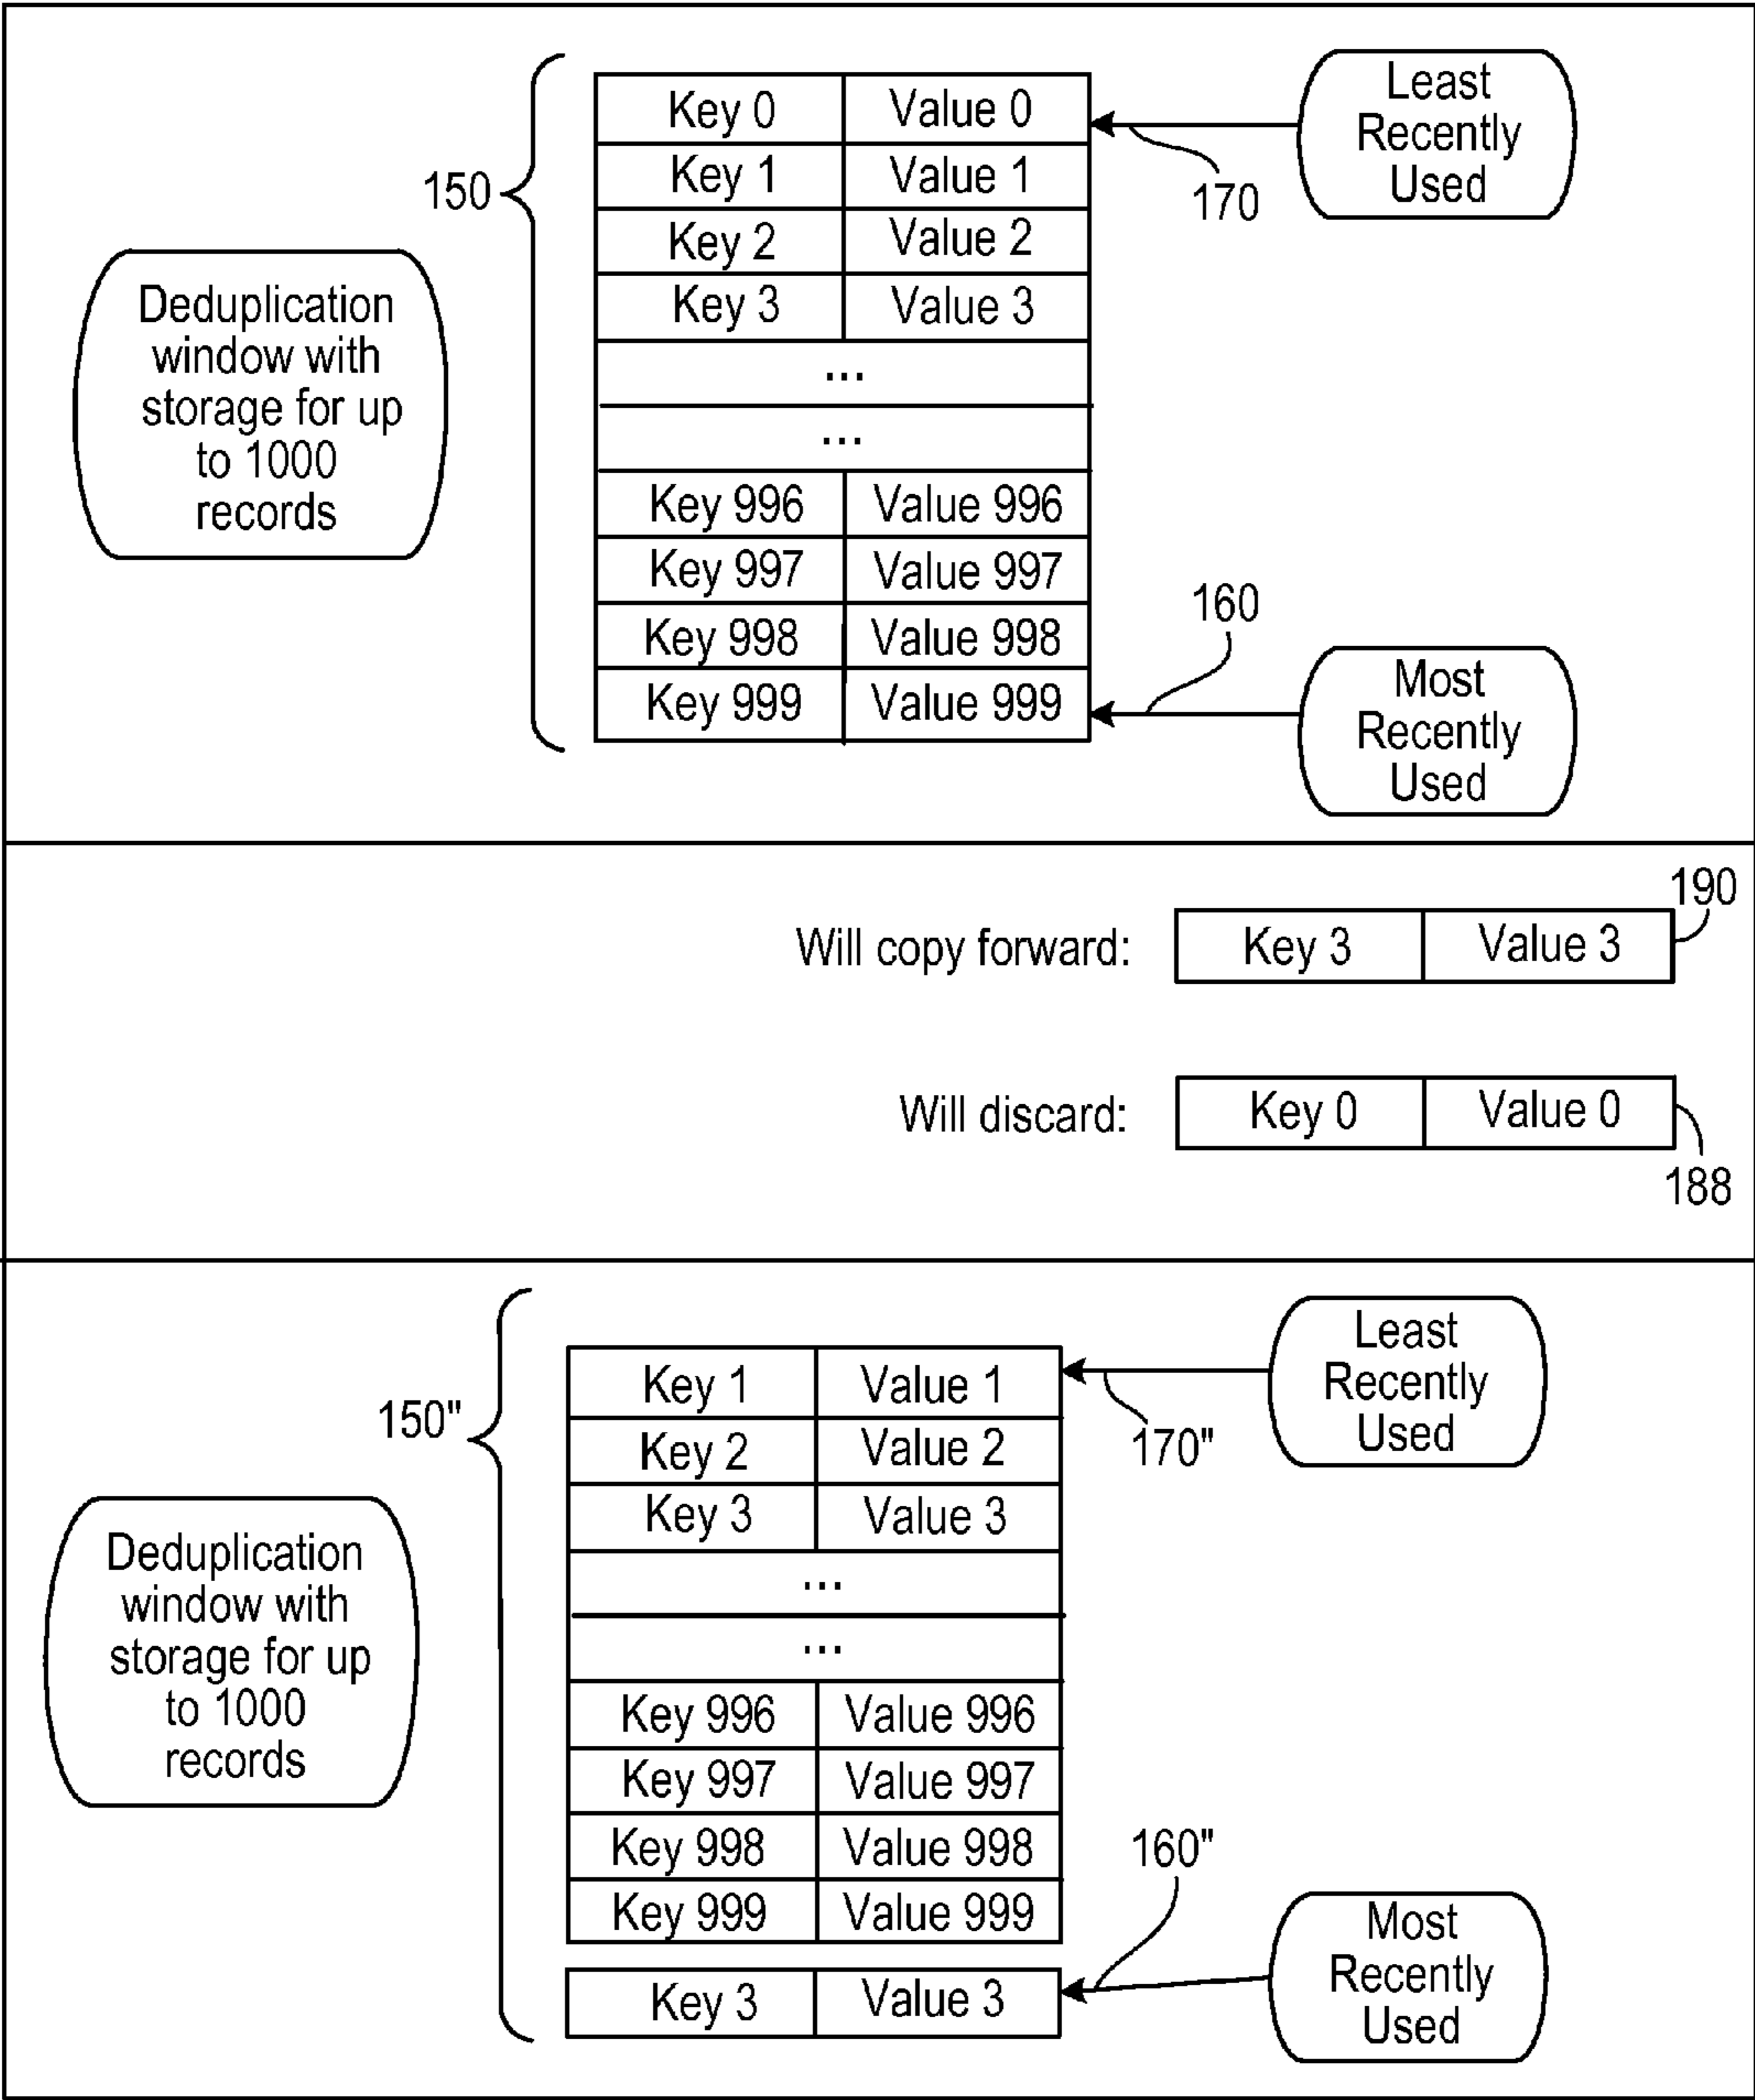 Key 0 Value 0
Key 1 Value 1
Key 2 Value 2
Key 3 Value 3
...
...
Key 996 Value 996
Key 997 Value 997
Key 998 Value 998
Key 999 Value 999
150
Deduplication
window with
storage for up
to 1000
records
Least
Recently
Used
170
160
Most
Recently
Used
Will copy forward: Key 3 Value 3
190
Will discard: Key 0 Value 0
188
Key 1 Value 1
Key 2 Value 2
Key 3 Value 3
...
...
Key 996 Value 996
Key 997 Value 997
Key 998 Value 998
Key 999 Value 999
Key 3 Value 3
150"
Deduplication
window with
storage for up
to 1000
records
Least
Recently
Used
170"
160"
Most
Recently
Used